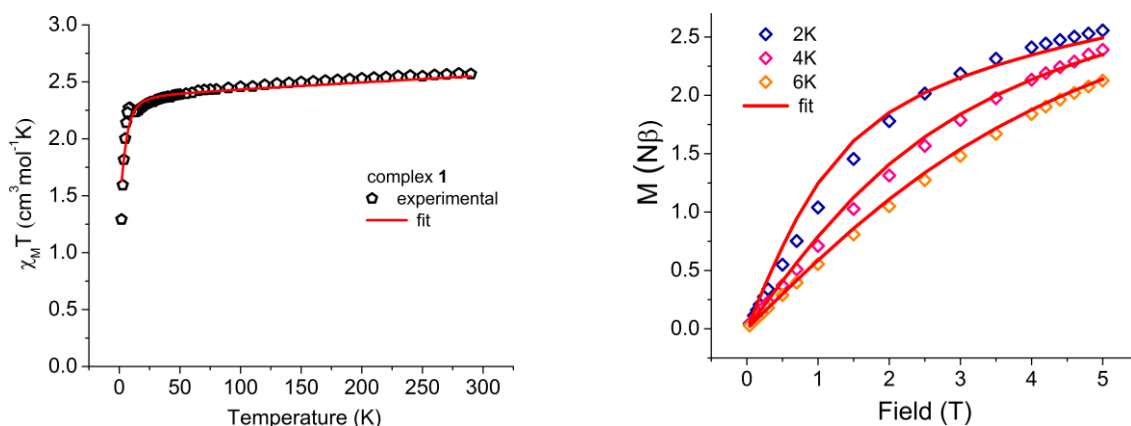 3.0
2.5
2.0
1.5
1.0
0.5
0.0
χMT (cm³mol⁻¹K)
complex 1
experimental
fit
0 50 100 150 200 250 300
Temperature (K)
2.5
2.0
1.5
1.0
0.5
0.0
M (Nβ)
2K
4K
6K
fit
0 1 2 3 4 5
Field (T)